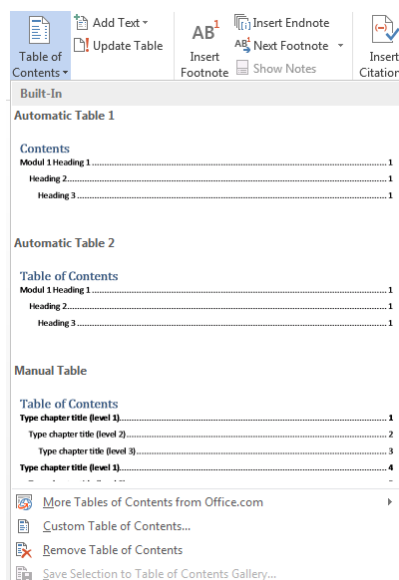 Table of
Contents
Add Text
Update Table
AB1
Insert
Footnote
Insert Endnote
AB1 Next Footnote
Show Notes
Insert
Citation
Built-In
Automatic Table 1
Contents
Modul 1 Heading 1 1
Heading 2 1
Heading 3 1
Automatic Table 2
Table of Contents
Modul 1 Heading 1 1
Heading 2 1
Heading 3 1
Manual Table
Table of Contents
Type chapter title (level 1) 1
Type chapter title (level 2) 2
Type chapter title (level 3) 3
Type chapter title (level 1) 4
More Tables of Contents from Office.com
Custom Table of Contents...
Remove Table of Contents
Save Selection to Table of Contents Gallery...